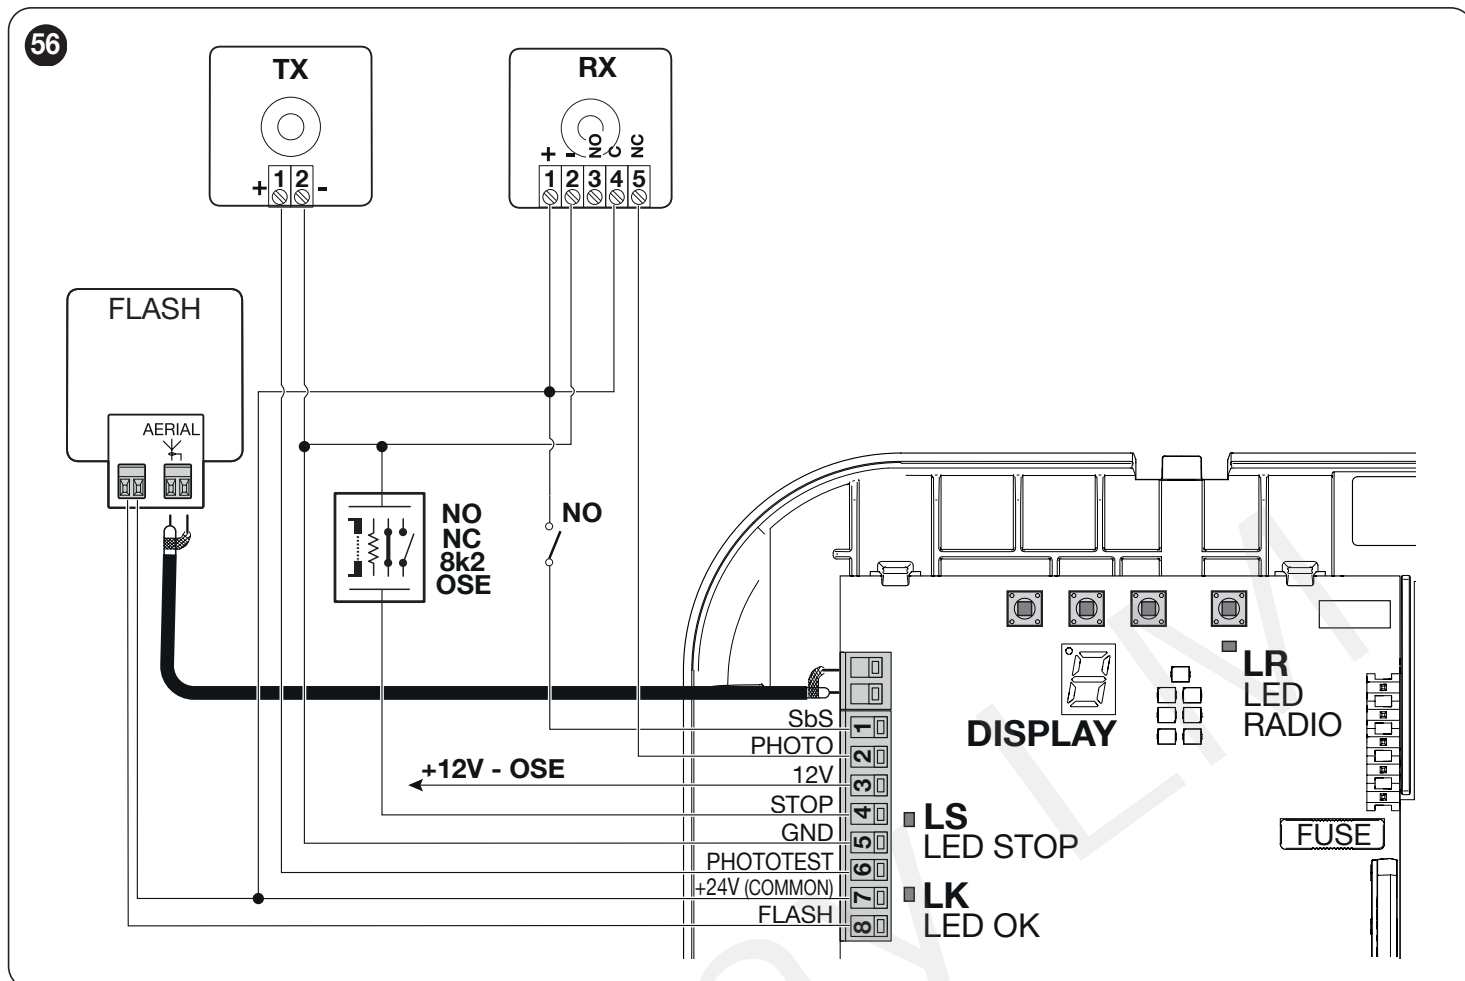 56
TX
+ 1 2 -
RX
+ - NO C NC
1 2 3 4 5
FLASH
AERIAL
NO
NC
8k2
OSE
NO
SbS 1
PHOTO 2
+12V - OSE
12V 3
STOP 4
GND 5
PHOTOTEST 6
+24V (COMMON) 7
FLASH 8
DISPLAY
LR
LED
RADIO
LS
LED STOP
LK
LED OK
FUSE
y LM